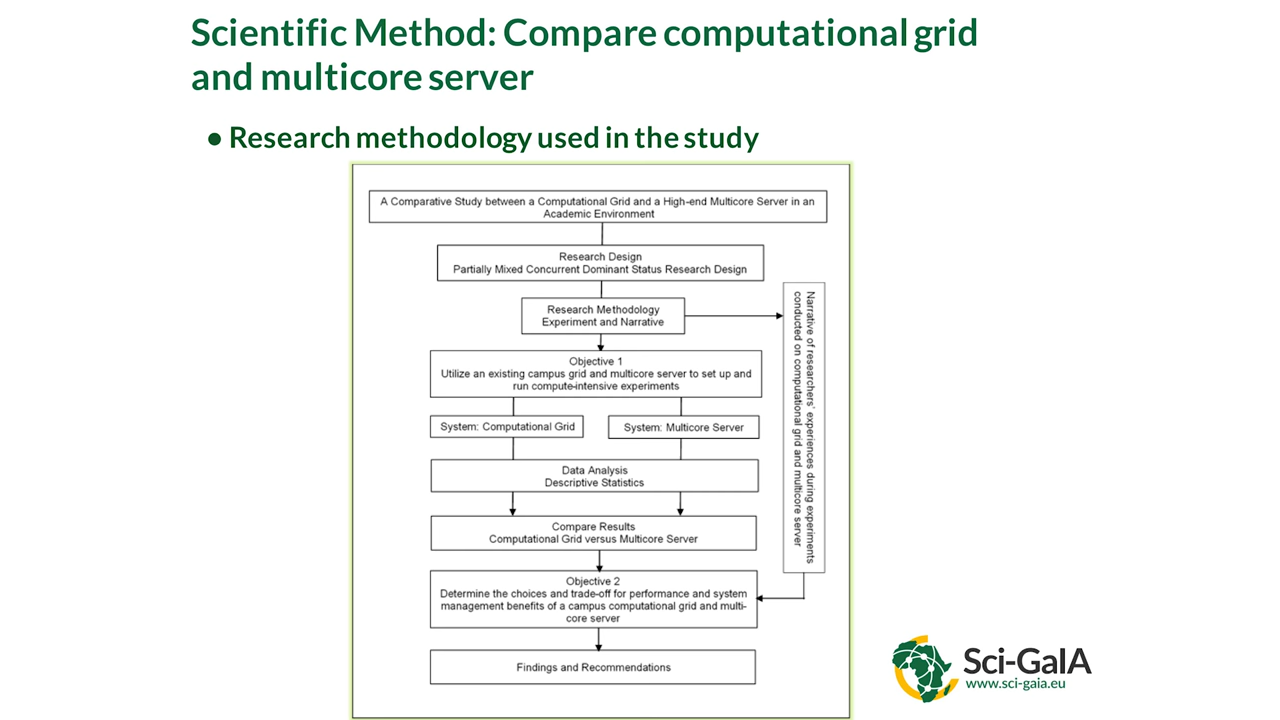 Scientific Method: Compare computational grid
and multicore server
● Research methodology used in the study
A Comparative Study between a Computational Grid and a High-end Multicore Server in an
Academic Environment
Research Design
Partially Mixed Concurrent Dominant Status Research Design
Research Methodology
Experiment and Narrative
Narrative of researchers' experiences during experiments
conducted on computational grid and multicore server
Objective 1
Utilize an existing campus grid and multicore server to set up and
run compute-intensive experiments
System: Computational Grid
System: Multicore Server
Data Analysis
Descriptive Statistics
Compare Results
Computational Grid versus Multicore Server
Objective 2
Determine the choices and trade-off for performance and system
management benefits of a campus computational grid and multi-
core server
Findings and Recommendations
Sci-GaIA
www.sci-gaia.eu